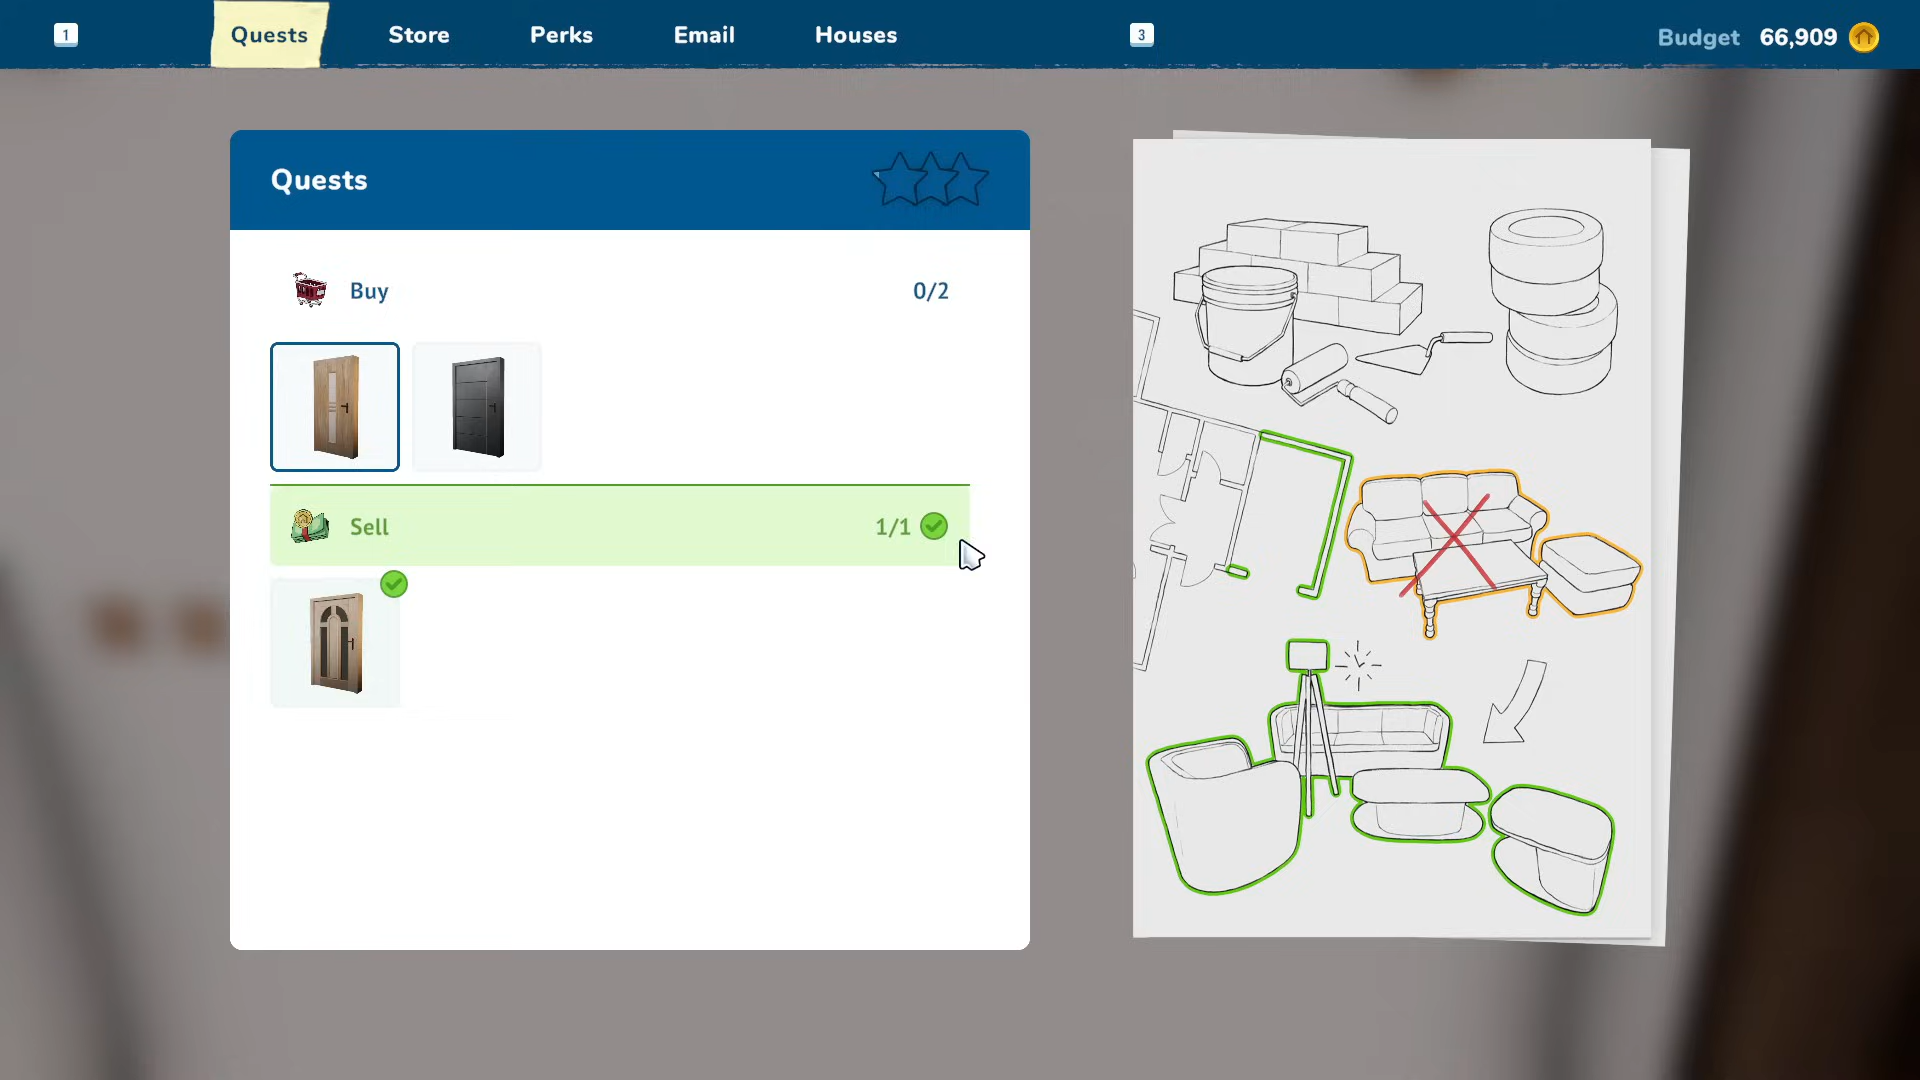 1 Quests Store Perks Email Houses 3 Budget 66,909
Quests
Buy 0/2
Sell 1/1